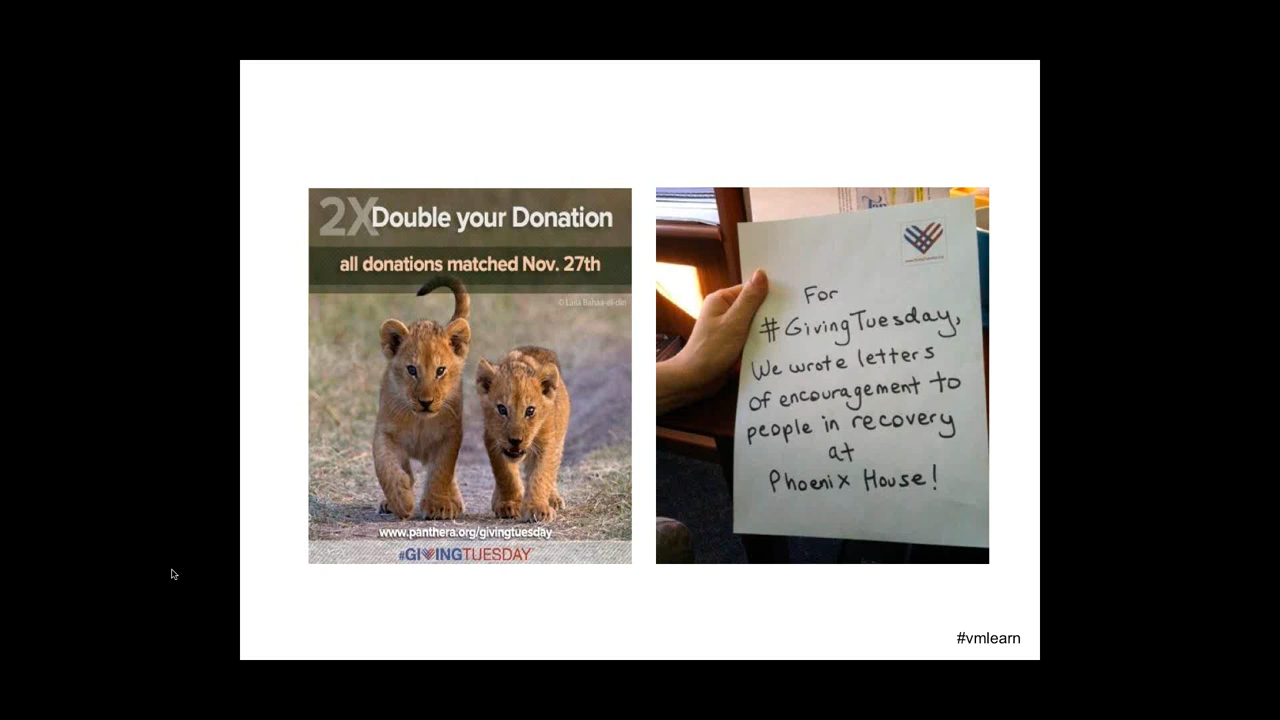 2X Double your Donation
all donations matched Nov. 27th
© Laila Bahaa-el-din
www.panthera.org/givingtuesday
#GIVINGTUESDAY
For
#GivingTuesday,
We wrote letters
of encouragement to
people in recovery
at
Phoenix House!
#vmlearn